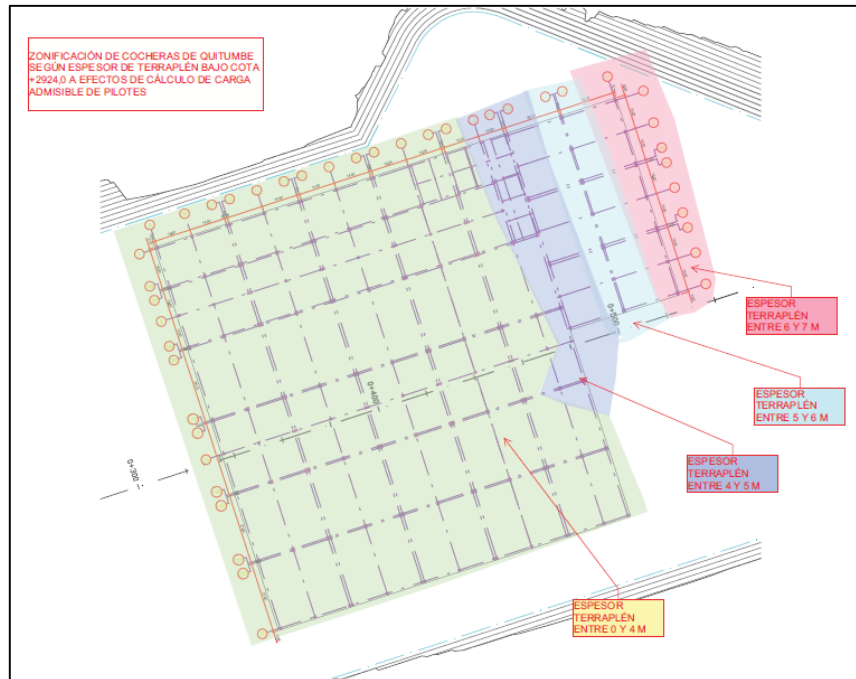 ZONIFICACIÓN DE COCHERAS DE QUITUMBE
SEGÚN ESPESOR DE TERRAPLÉN BAJO COTA
+2924,0 A EFECTOS DE CÁLCULO DE CARGA
ADMISIBLE DE PILOTES
ESPESOR
TERRAPLÉN
ENTRE 6 Y 7 M
0+500
ESPESOR
TERRAPLÉN
ENTRE 5 Y 6 M
0+400
ESPESOR
TERRAPLÉN
ENTRE 4 Y 5 M
0+300
ESPESOR
TERRAPLÉN
ENTRE 0 Y 4 M